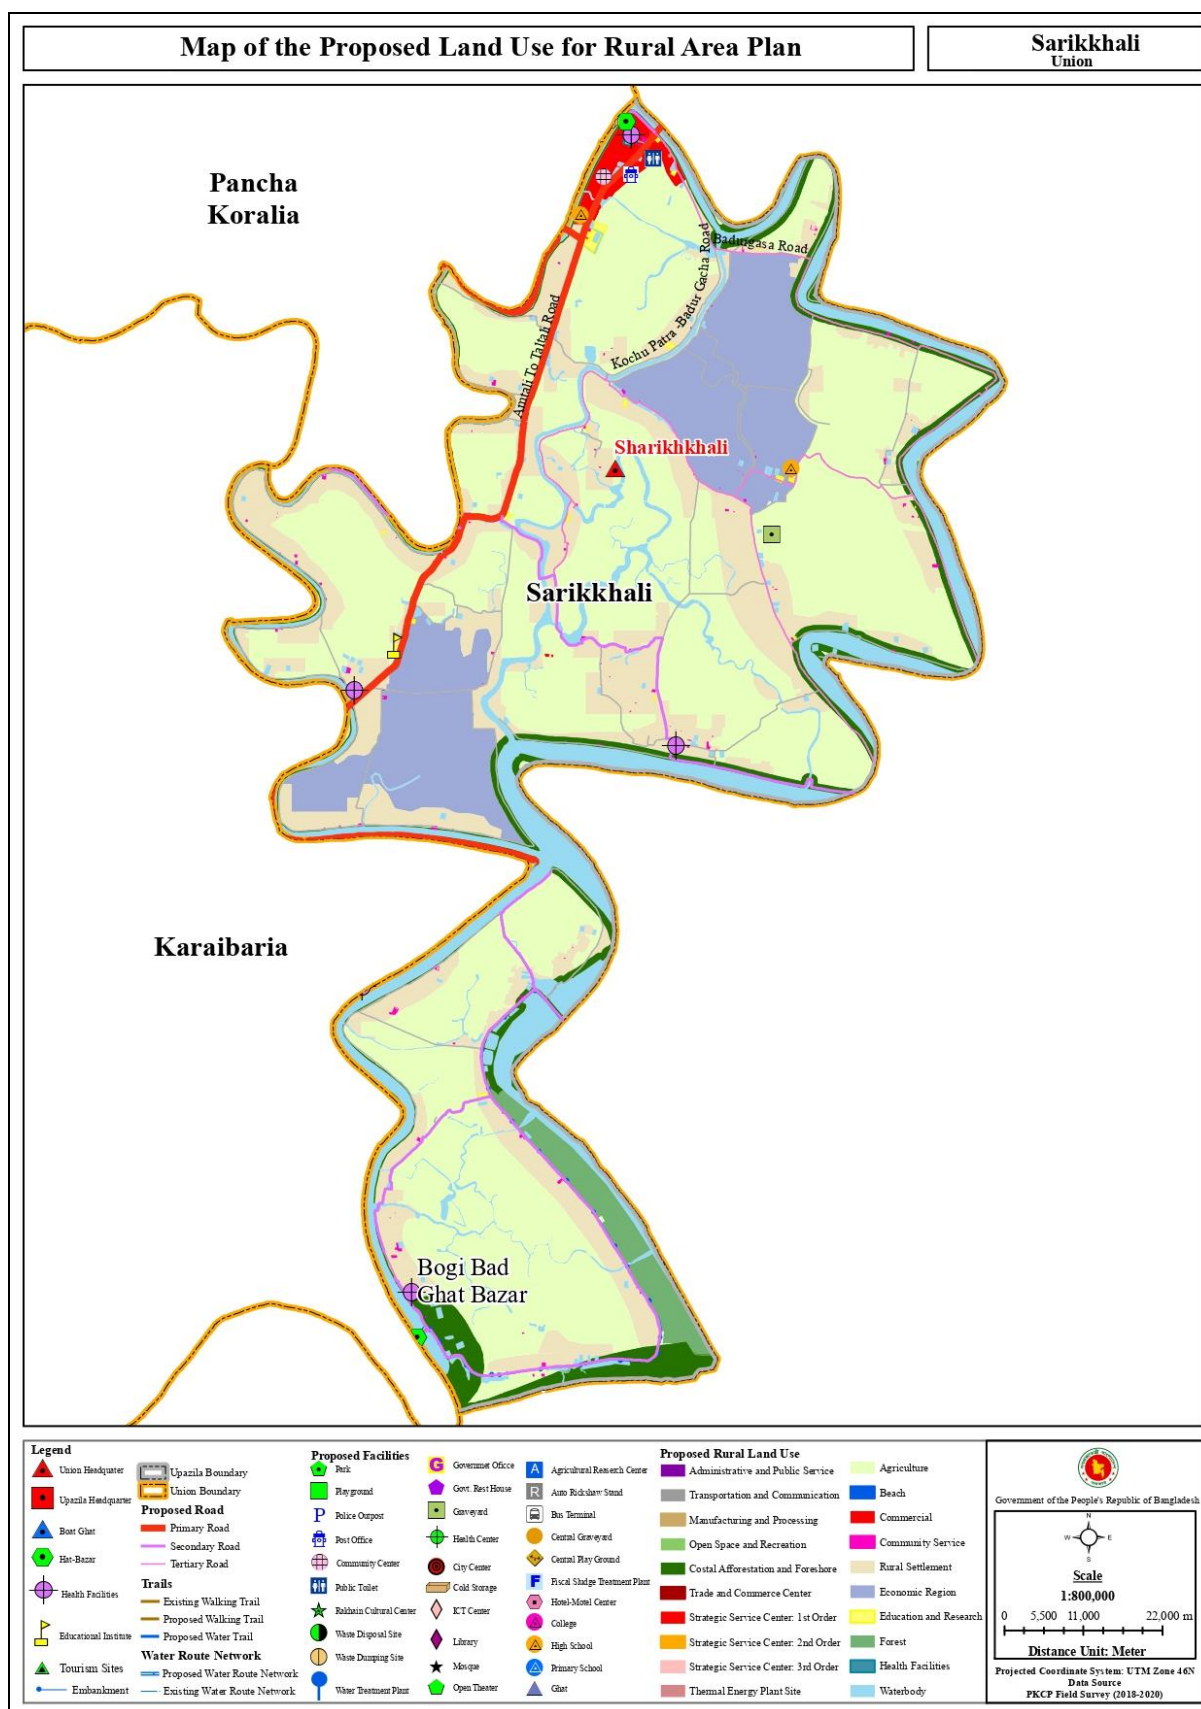 Map of the Proposed Land Use for Rural Area Plan
Sarikkhali
Union
Pancha
Koralia
Badurgasa Road
Kochu Patra -Badur Gacha Road
Amtali To Taltali Road
Sharikhkhali
Sarikkhali
Karaibaria
Bogi Bad
Ghat Bazar
Legend
Union Headquater
Upazila Headquarter
Boat Ghat
Hat-Bazar
Health Facilities
Educational Institute
Tourism Sites
Embankment
Upazila Boundary
Union Boundary
Proposed Road
Primary Road
Secondary Road
Tertiary Road
Trails
Existing Walking Trail
Proposed Walking Trail
Proposed Water Trail
Water Route Network
Proposed Water Route Network
Existing Water Route Network
Proposed Facilities
Park
Playground
P Police Outpost
Post Office
Community Center
Public Toilet
Rakhain Cultural Center
Waste Disposal Site
Waste Dumping Site
Water Treatment Plant
G Governmet Officce
Govt. Rest House
Graveyard
Health Center
City Center
Cold Storage
ICT Center
Library
Mosque
Open Theater
A Agricultural Reaserch Center
R Auto Rickshaw Stand
Bus Terminal
Central Graveyard
Central Play Ground
F Fiscal Sludge Treatment Plant
Hotel-Motel Center
College
High School
Primary School
Ghat
Proposed Rural Land Use
Administrative and Public Service
Transportation and Communication
Manufacturing and Processing
Open Space and Recreation
Costal Afforestation and Foreshore
Trade and Commerce Center
Strategic Service Center: 1st Order
Strategic Service Center: 2nd Order
Strategic Service Center: 3rd Order
Thermal Energy Plant Site
Agriculture
Beach
Commercial
Community Service
Rural Settlement
Economic Region
Education and Research
Forest
Health Facilities
Waterbody
Government of the People's Republic of Bangladesh
N
W E
S
Scale
1:800,000
0 5,500 11,000 22,000 m
Distance Unit: Meter
Projected Coordinate System: UTM Zone 46N
Data Source
PKCP Field Survey (2018-2020)